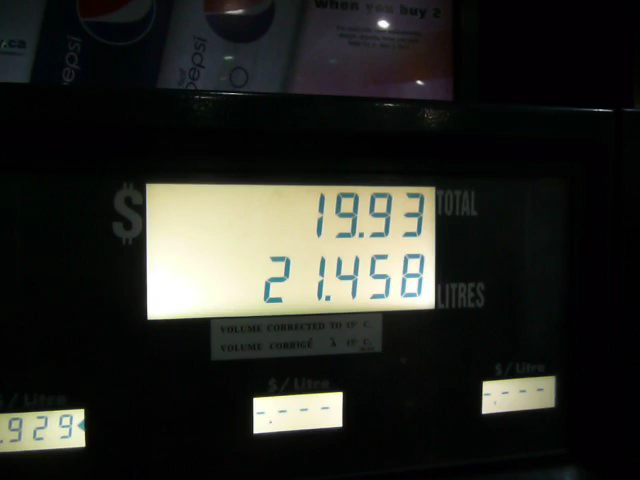 when you buy 2
.ca
pepsi
pepsi
$ 19.93 TOTAL
21.458 LITRES
VOLUME CORRECTED TO 15° C.
VOLUME CORRIGÉ À 15° C.
$/Litre
$/Litre
$/Litre
.929
-.---
-.---